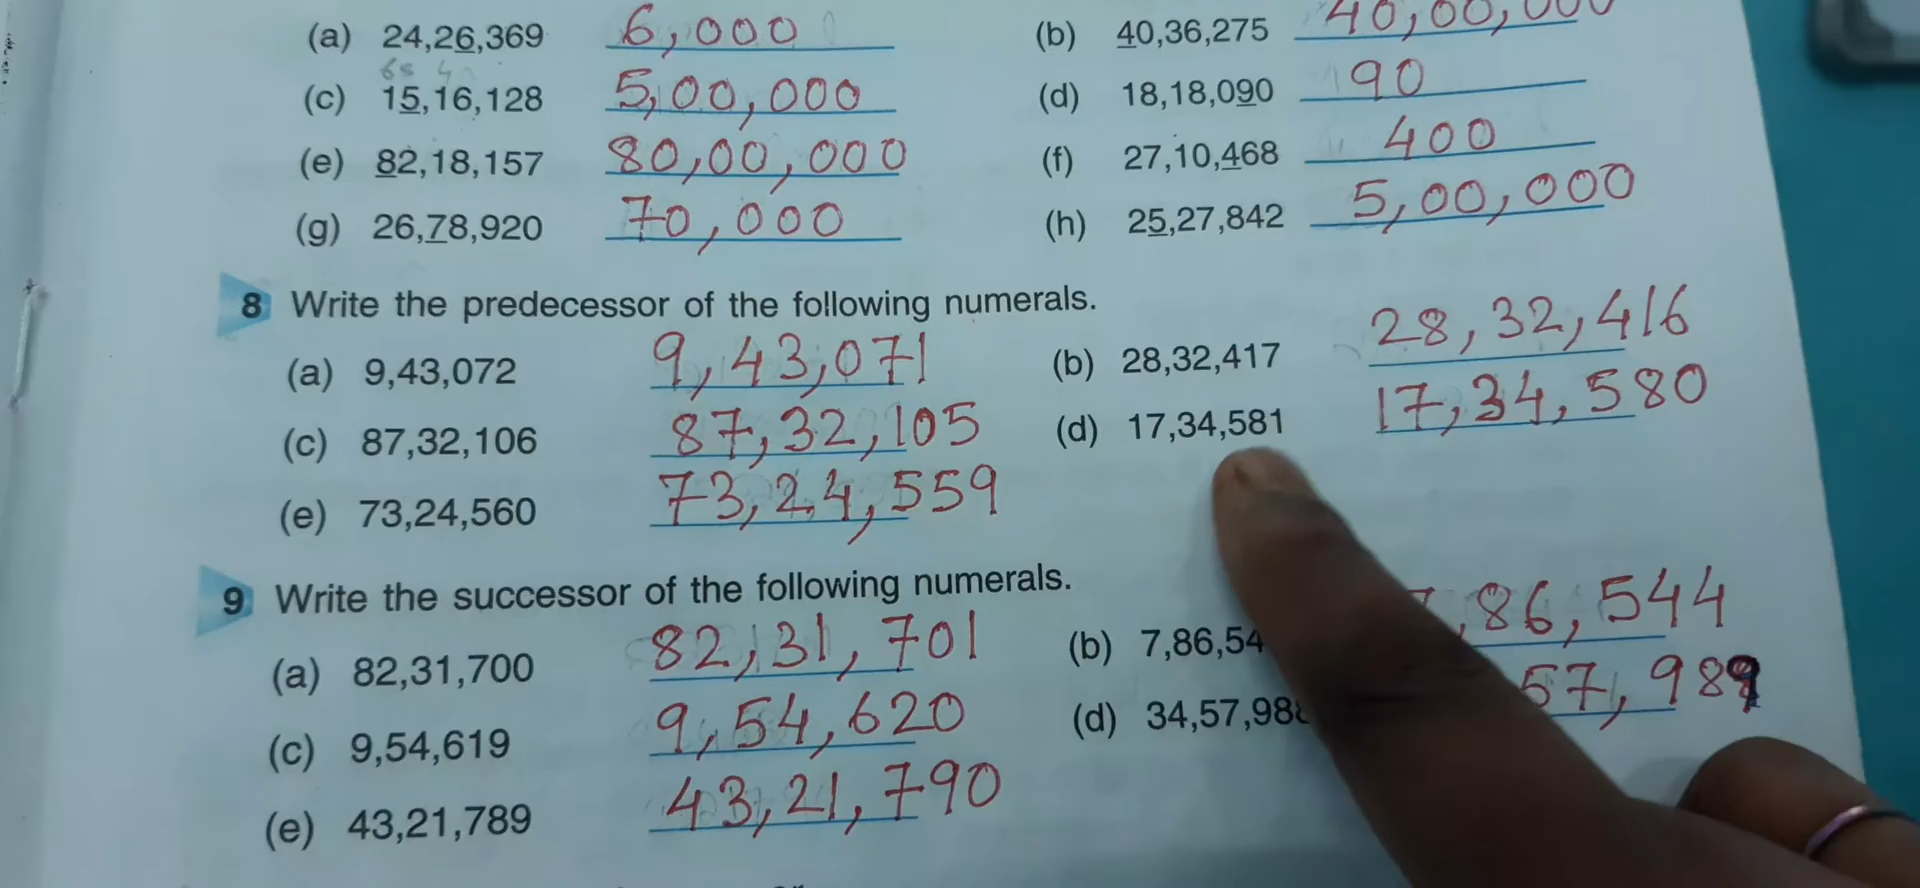 (a) 24,26,369 6,000 (b) 40,36,275 40,00,000
(c) 15,16,128 5,00,000 (d) 18,18,090 90
(e) 82,18,157 80,00,000 (f) 27,10,468 400
(g) 26,78,920 70,000 (h) 25,27,842 5,00,000
8 Write the predecessor of the following numerals.
(a) 9,43,072 9,43,071 (b) 28,32,417 28,32,416
(c) 87,32,106 87,32,105 (d) 17,34,581 17,34,580
(e) 73,24,560 73,24,559
9 Write the successor of the following numerals.
(a) 82,31,700 82,31,701 (b) 7,86,54 ,86,544
(c) 9,54,619 9,54,620 (d) 34,57,98 57,989
(e) 43,21,789 43,21,790